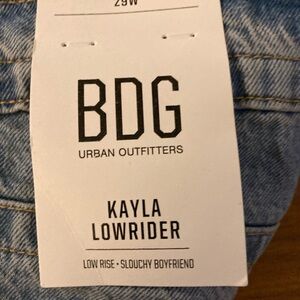 29W
BDG
URBAN OUTFITTERS
KAYLA
LOWRIDER
LOW RISE • SLOUCHY BOYFRIEND